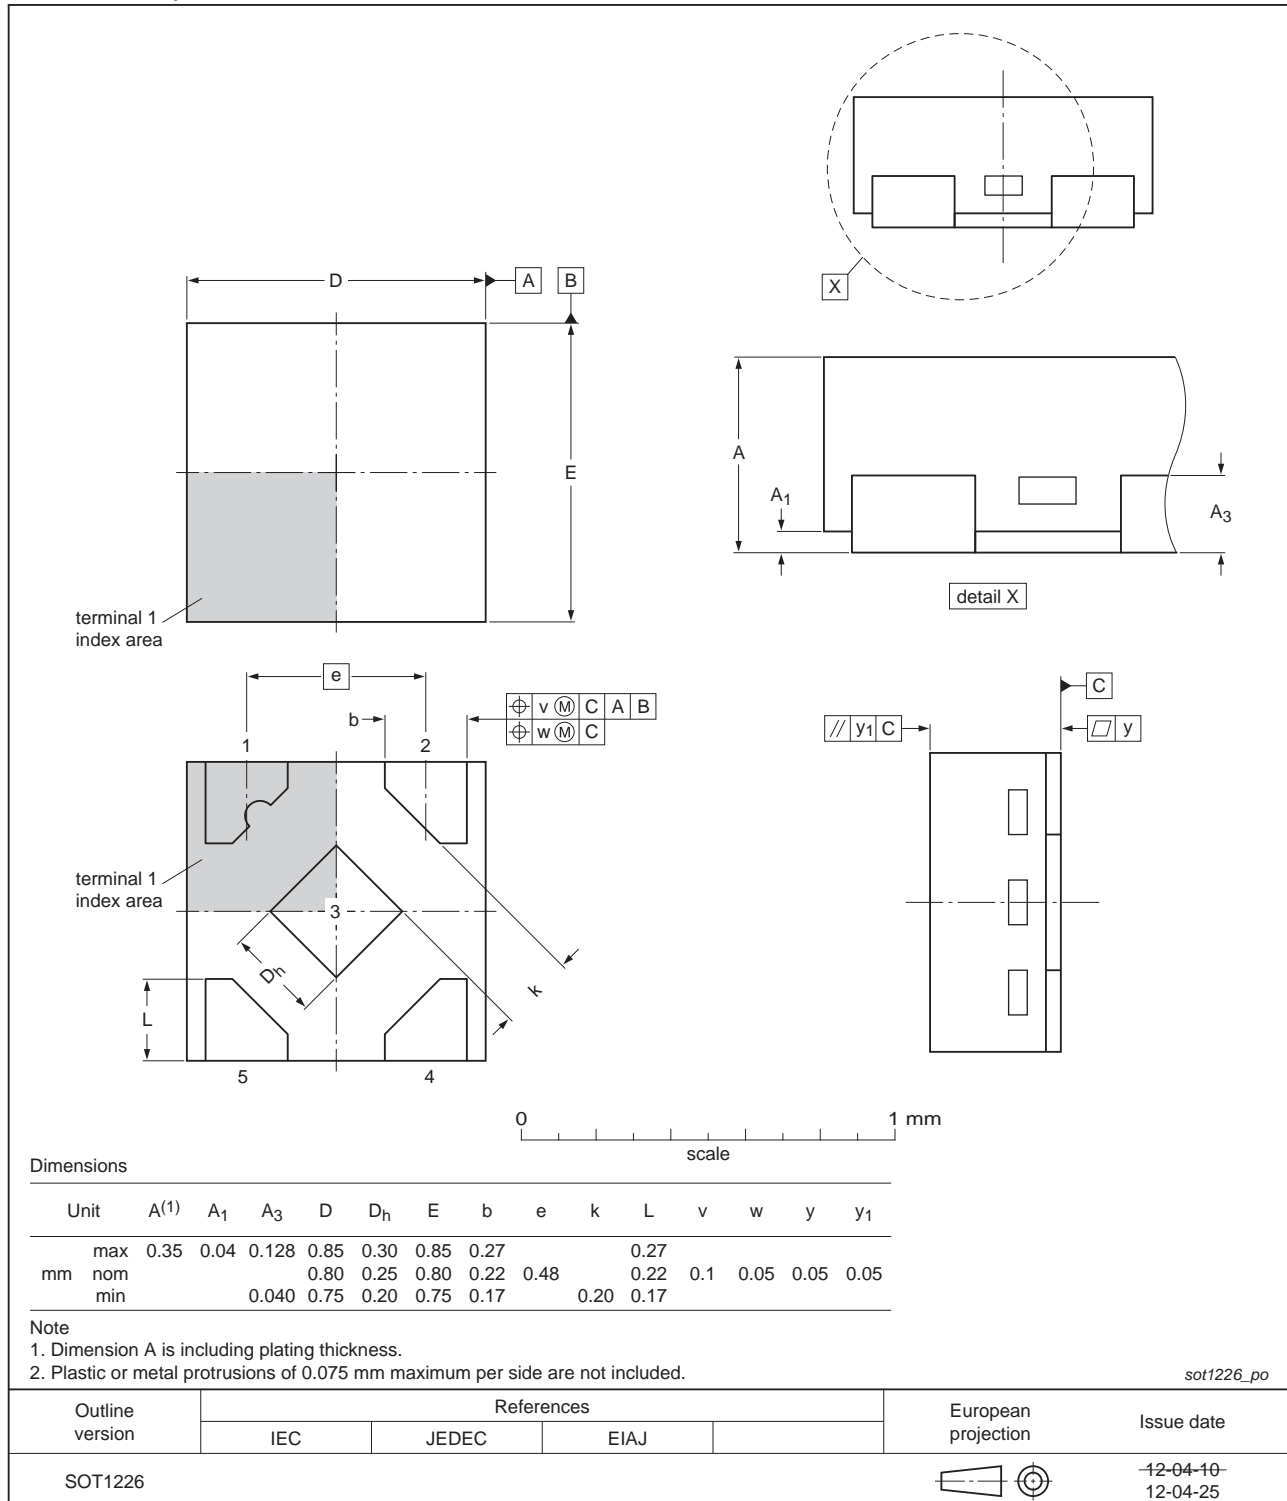 D
A
B
X
E
terminal 1
index area
A
A1
A3
detail X
e
b
v M C A B
w M C
1
2
terminal 1
index area
3
Dh
k
L
5
4
C
// y1 C
y
0
1 mm
scale
Dimensions
Unit A(1) A1 A3 D Dh E b e k L v w y y1
max 0.35 0.04 0.128 0.85 0.30 0.85 0.27 0.27
mm nom 0.80 0.25 0.80 0.22 0.48 0.22 0.1 0.05 0.05 0.05
min 0.040 0.75 0.20 0.75 0.17 0.20 0.17
Note
1. Dimension A is including plating thickness.
2. Plastic or metal protrusions of 0.075 mm maximum per side are not included.
sot1226_po
Outline
version
References
IEC JEDEC EIAJ
European
projection
Issue date
SOT1226
12-04-10
12-04-25